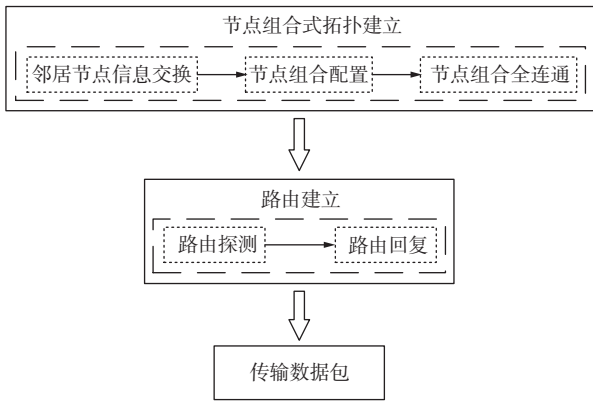 节点组合式拓扑建立
邻居节点信息交换 节点组合配置 节点组合全连通
路由建立
路由探测 路由回复
传输数据包